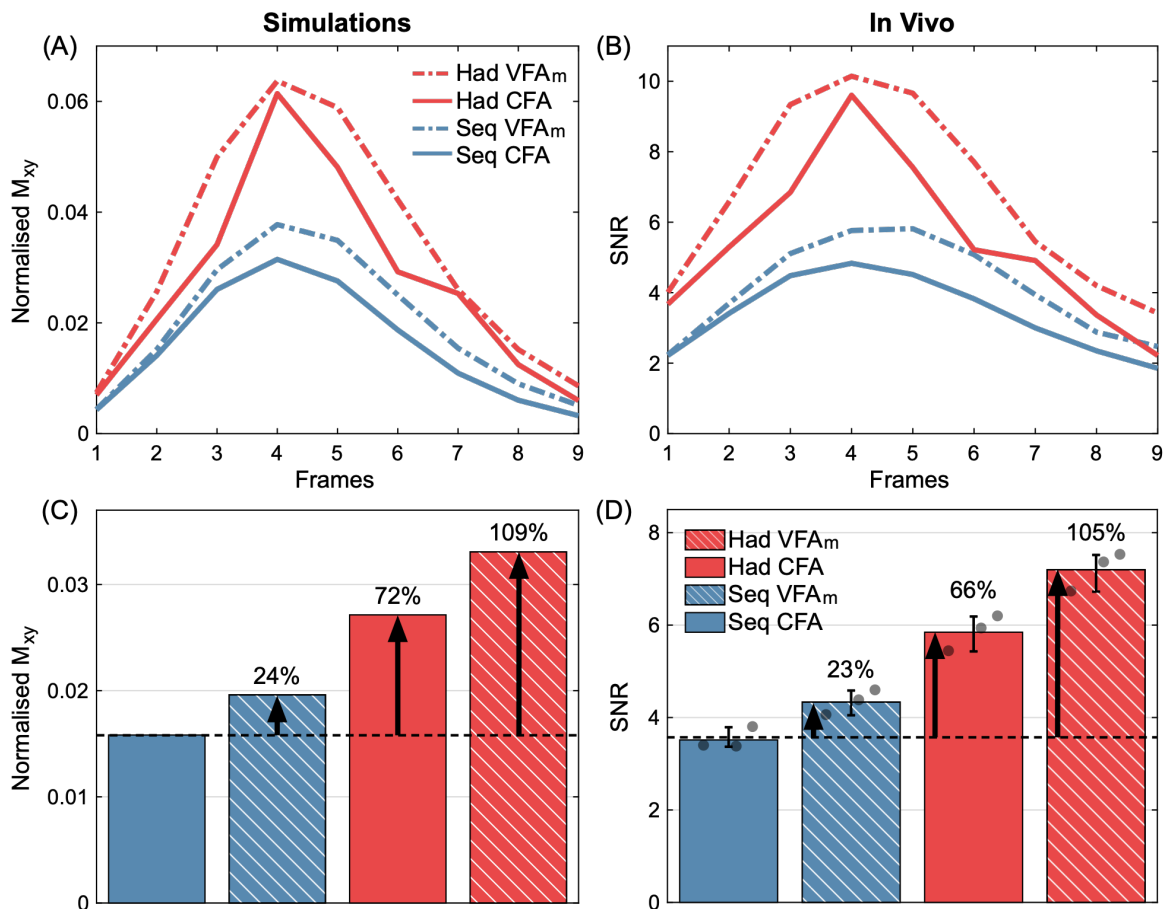 Simulations
In Vivo
(A)
Normalised Mxy
0.06
0.04
0.02
0
Had VFAm
Had CFA
Seq VFAm
Seq CFA
1 2 3 4 5 6 7 8 9
Frames
(B)
SNR
10
8
6
4
2
0
1 2 3 4 5 6 7 8 9
Frames
(C)
Normalised Mxy
0.03
0.02
0.01
0
24%
72%
109%
(D)
SNR
8
6
4
2
0
Had VFAm
Had CFA
Seq VFAm
Seq CFA
23%
66%
105%